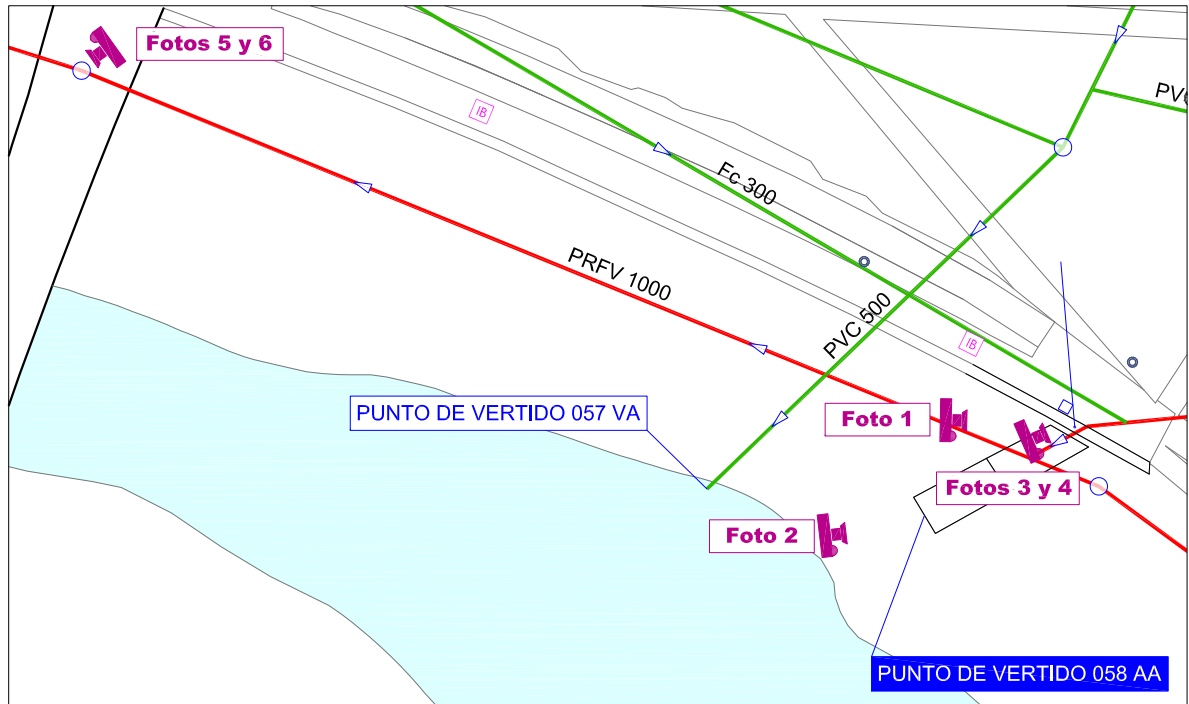 Fotos 5 y 6
IB
PVC
Fc 300
PRFV 1000
PVC 500
IB
PUNTO DE VERTIDO 057 VA
Foto 1
Fotos 3 y 4
Foto 2
PUNTO DE VERTIDO 058 AA